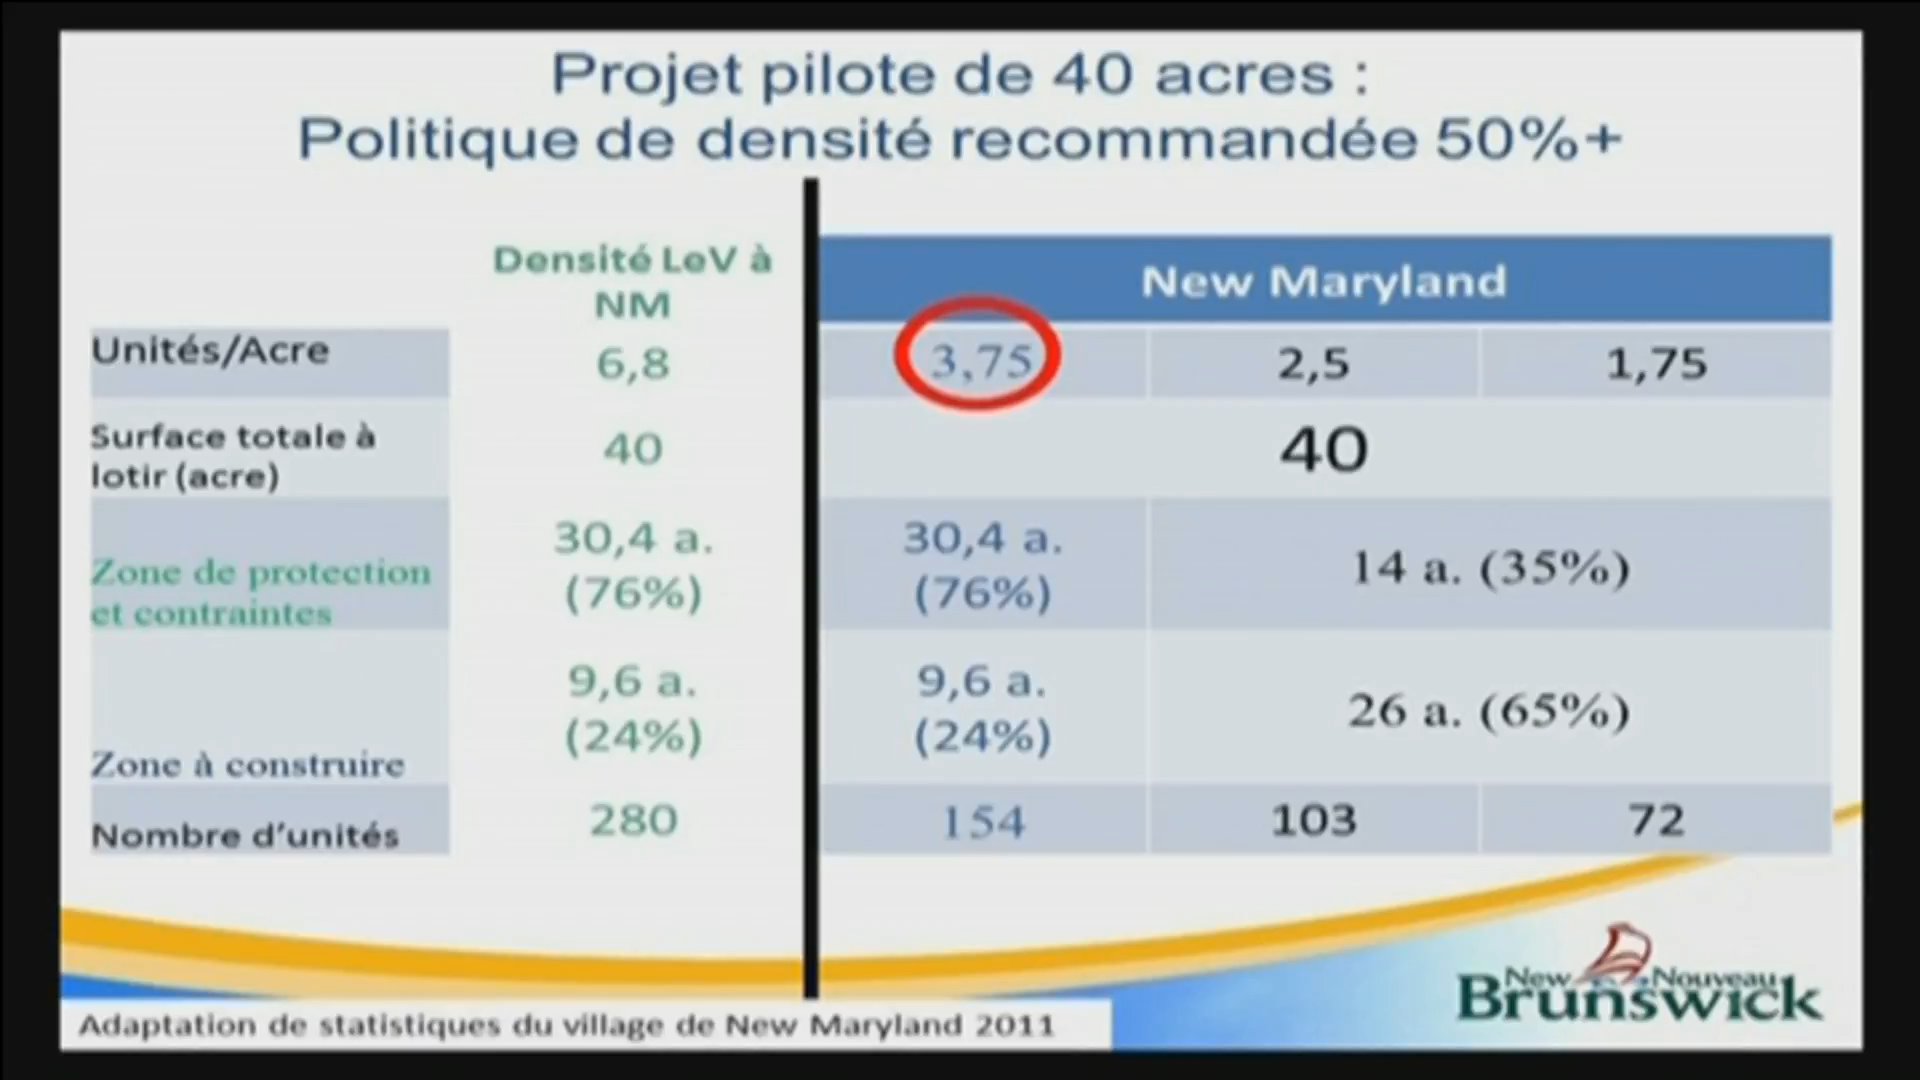 Projet pilote de 40 acres :
Politique de densité recommandée 50%+
Densité LeV à
NM
New Maryland
Unités/Acre
6,8
3,75
2,5
1,75
Surface totale à
lotir (acre)
40
40
Zone de protection
et contraintes
30,4 a.
(76%)
30,4 a.
(76%)
14 a. (35%)
Zone à construire
9,6 a.
(24%)
9,6 a.
(24%)
26 a. (65%)
Nombre d'unités
280
154
103
72
Adaptation de statistiques du village de New Maryland 2011
New Nouveau
Brunswick